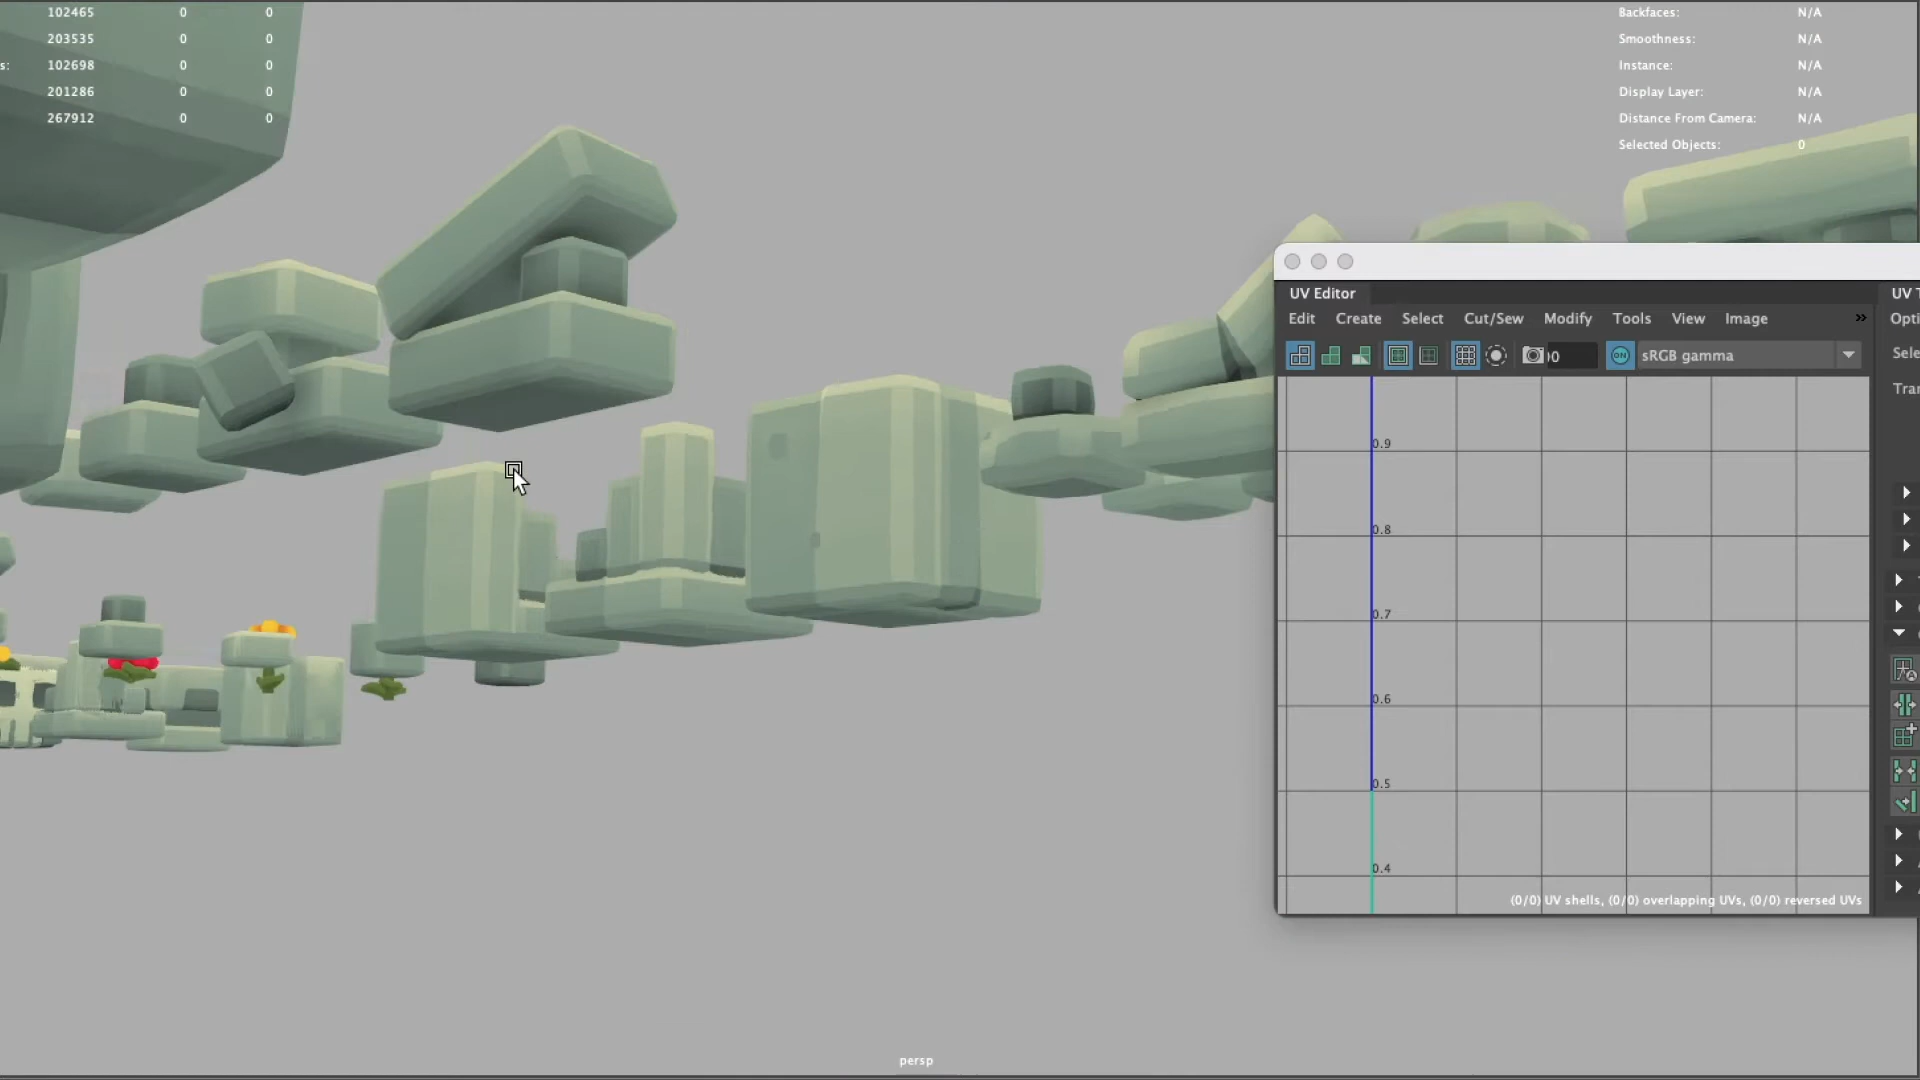 102465 0 0
203535 0 0
s: 102698 0 0
201286 0 0
267912 0 0
Backfaces: N/A
Smoothness: N/A
Instance: N/A
Display Layer: N/A
Distance From Camera: N/A
Selected Objects: 0
UV Editor
Edit Create Select Cut/Sew Modify Tools View Image »
ON sRGB gamma
0.9
0.8
0.7
0.6
0.5
0.4
(0/0) UV shells, (0/0) overlapping UVs, (0/0) reversed UVs
UV T
Opti
Sele
Tran
persp